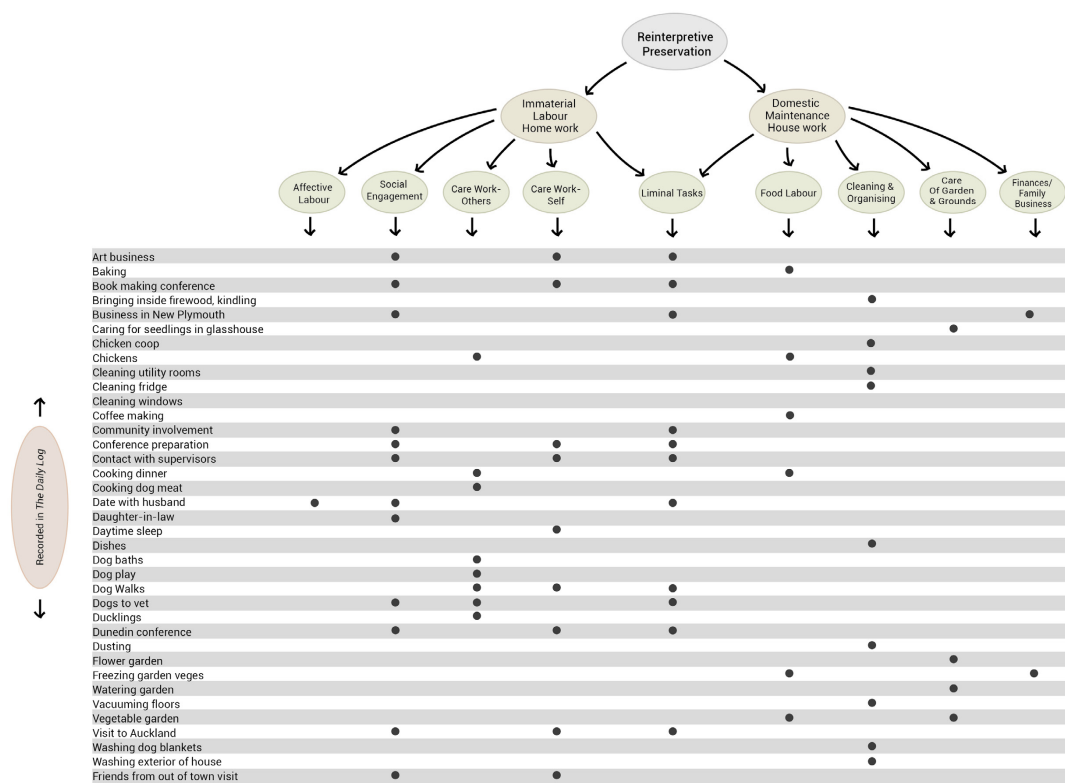 Reinterpretive
Preservation
Immaterial
Labour
Home work
Domestic
Maintenance
House work
Affective
Labour
Social
Engagement
Care Work-
Others
Care Work-
Self
Liminal Tasks
Food Labour
Cleaning &
Organising
Care
Of Garden
& Grounds
Finances/
Family
Business
Recorded in The Daily Log
Art business
Baking
Book making conference
Bringing inside firewood, kindling
Business in New Plymouth
Caring for seedlings in glasshouse
Chicken coop
Chickens
Cleaning utility rooms
Cleaning fridge
Cleaning windows
Coffee making
Community involvement
Conference preparation
Contact with supervisors
Cooking dinner
Cooking dog meat
Date with husband
Daughter-in-law
Daytime sleep
Dishes
Dog baths
Dog play
Dog Walks
Dogs to vet
Ducklings
Dunedin conference
Dusting
Flower garden
Freezing garden veges
Watering garden
Vacuuming floors
Vegetable garden
Visit to Auckland
Washing dog blankets
Washing exterior of house
Friends from out of town visit